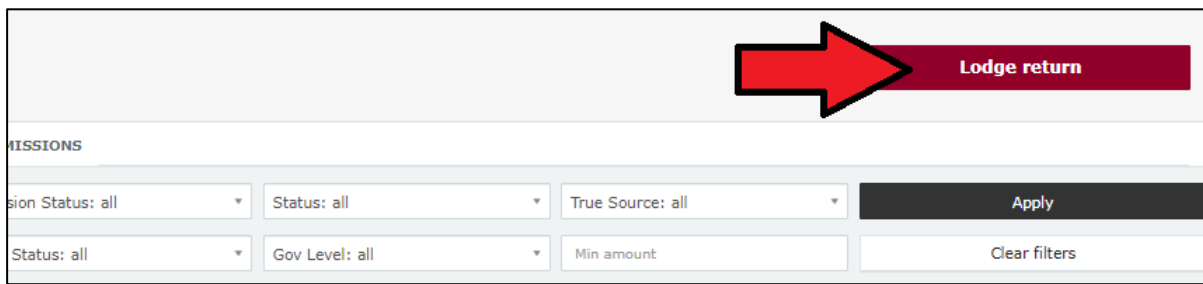 Lodge return
MISSIONS
sion Status: all
Status: all
True Source: all
Apply
Status: all
Gov Level: all
Min amount
Clear filters